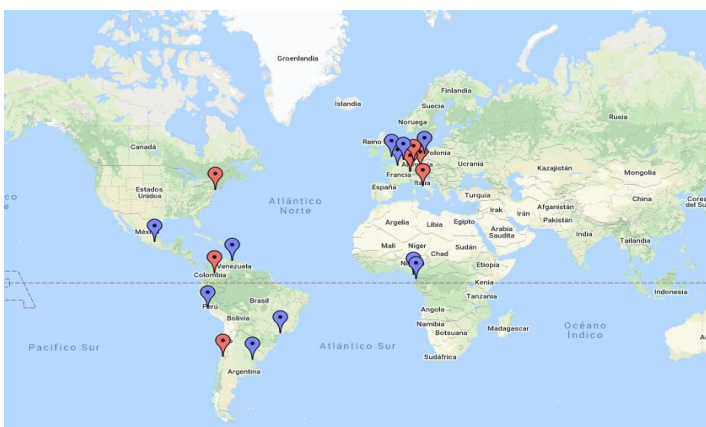 Groenlandia
Islandia
Finlandia
Suecia
Noruega
Rusia
Canadá
Reino
Polonia
Ucrania
Kazajistán
Mongolia
Francia
Italia
España
Turquía
Estados
Unidos
Atlántico
Norte
Irak
Irán
Afganistán
Pakistán
China
Argelia
Libia
Egipto
Arabia
Saudita
India
Tailandia
Malí
Níger
Chad
Sudán
Etiopía
Venezuela
Colombia
Kenia
Indonesia
Perú
Brasil
Tanzania
Angola
Bolivia
Namibia
Botsuana
Madagascar
Océano
Índico
Pacífico Sur
Atlántico Sur
Sudáfrica
Argentina